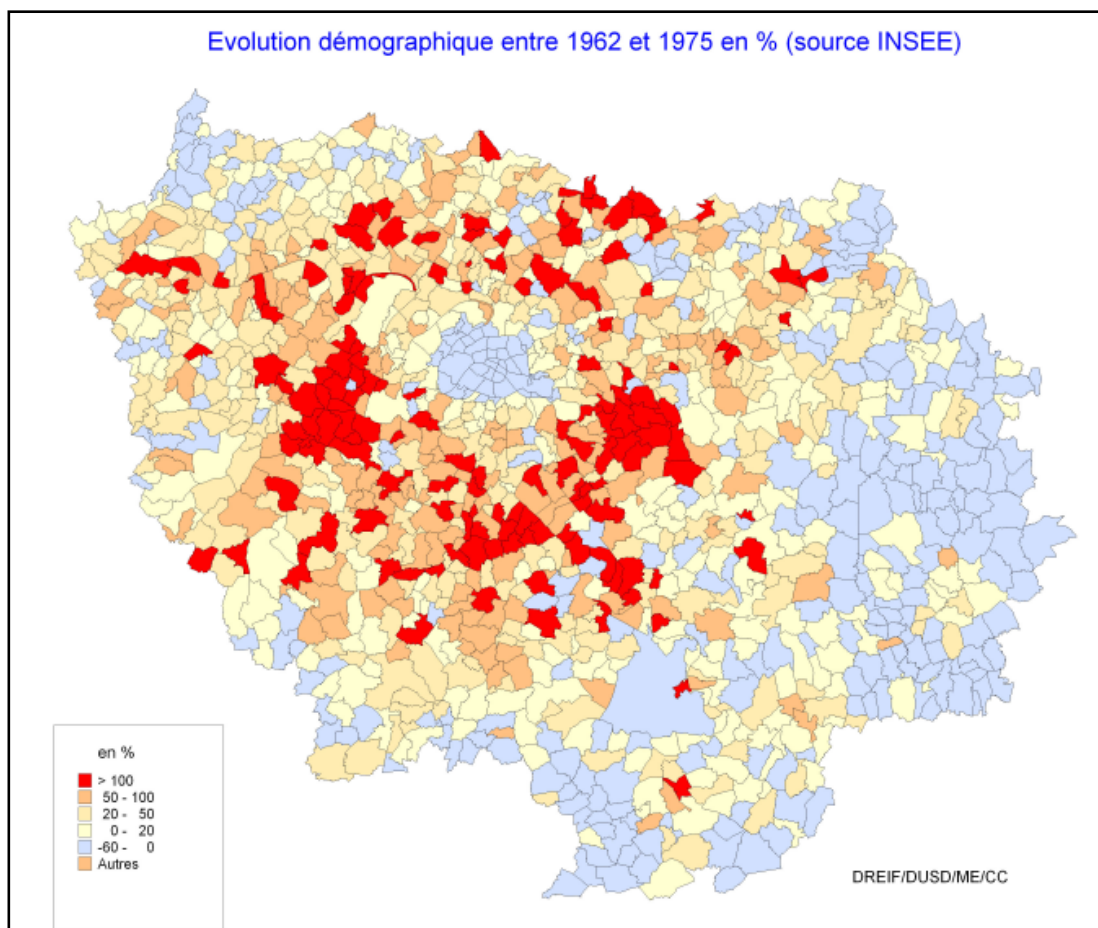 Evolution démographique entre 1962 et 1975 en % (source INSEE)
en %
> 100
50 - 100
20 - 50
0 - 20
-60 - 0
Autres
DREIF/DUSD/ME/CC